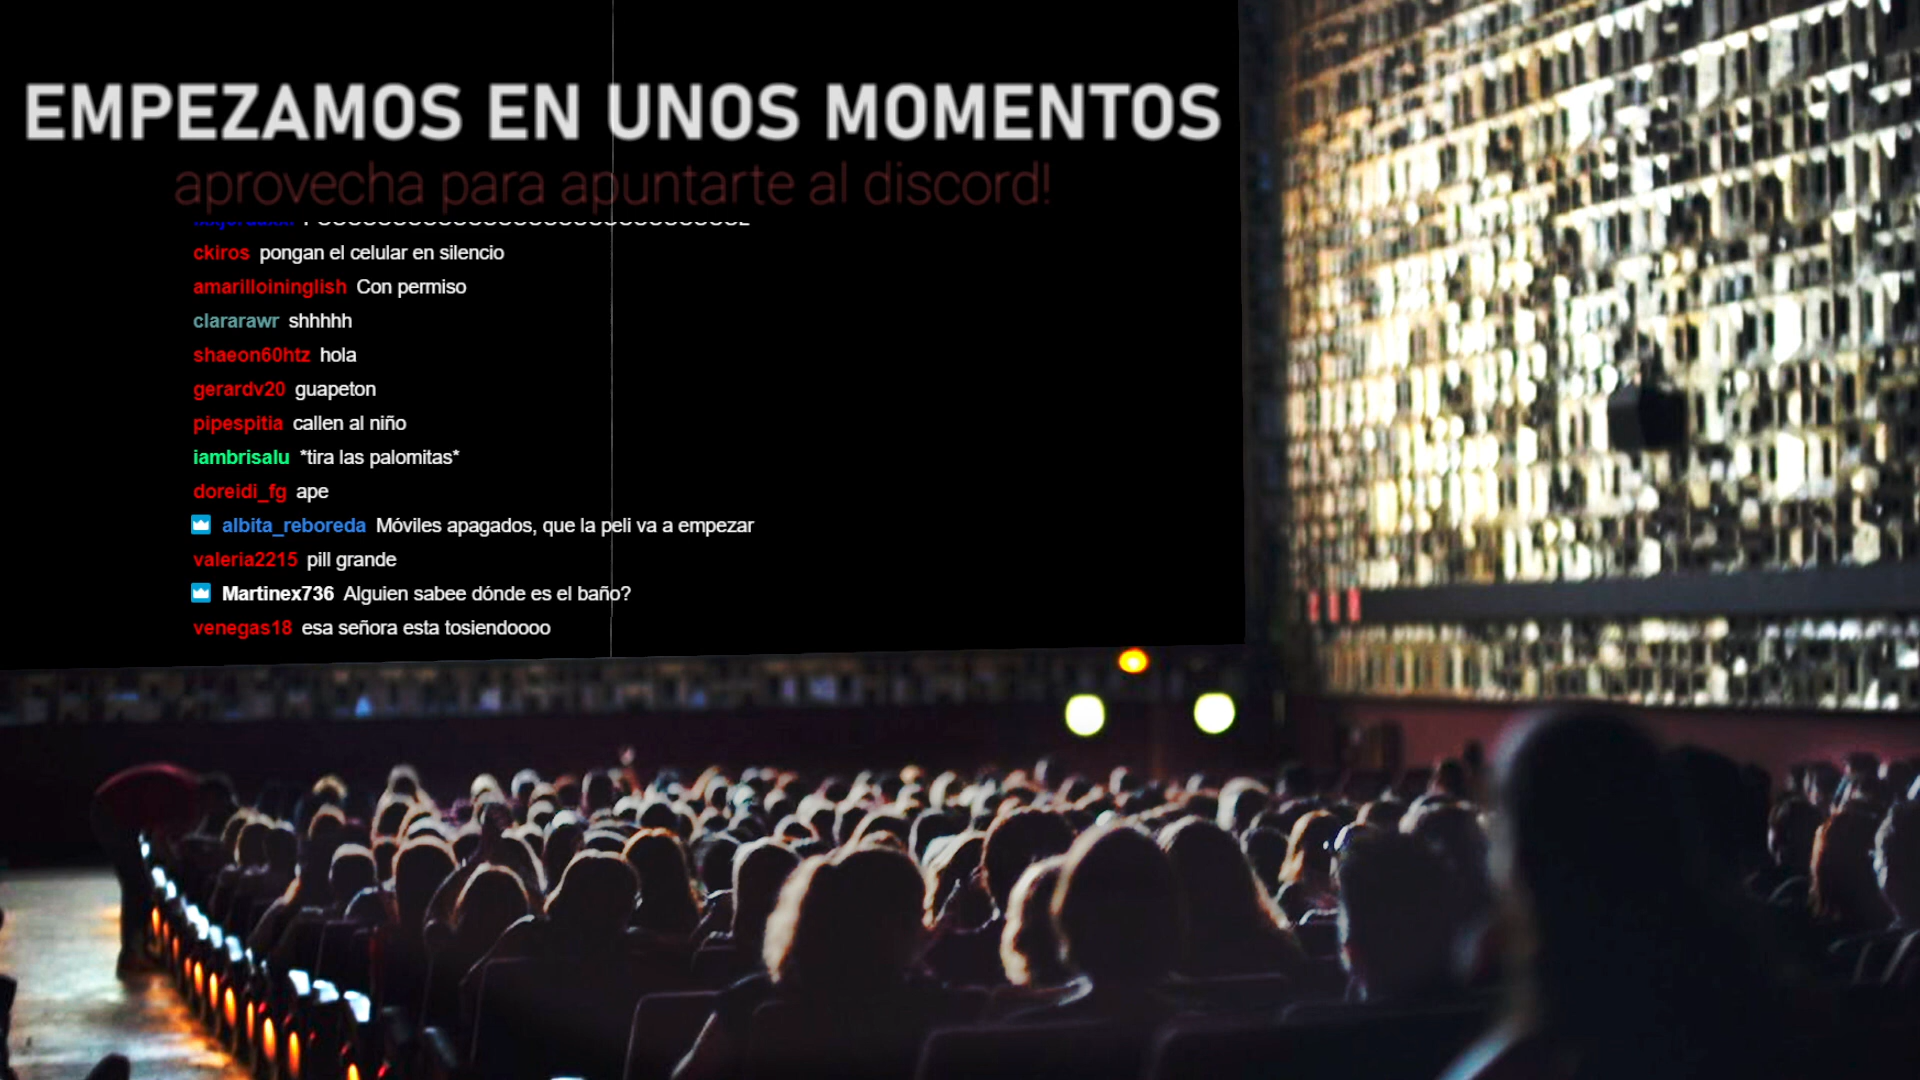 EMPEZAMOS EN UNOS MOMENTOS
aprovecha para apuntarte al discord!
ckiros pongan el celular en silencio
amarilloininglish Con permiso
clararawr shhhhh
shaeon60htz hola
gerardv20 guapeton
pipespitia callen al niño
iambrisalu *tira las palomitas*
doreidi_fg ape
albita_reboreda Móviles apagados, que la peli va a empezar
valeria2215 pill grande
Martinex736 Alguien sabee dónde es el baño?
venegas18 esa señora esta tosiendoooo